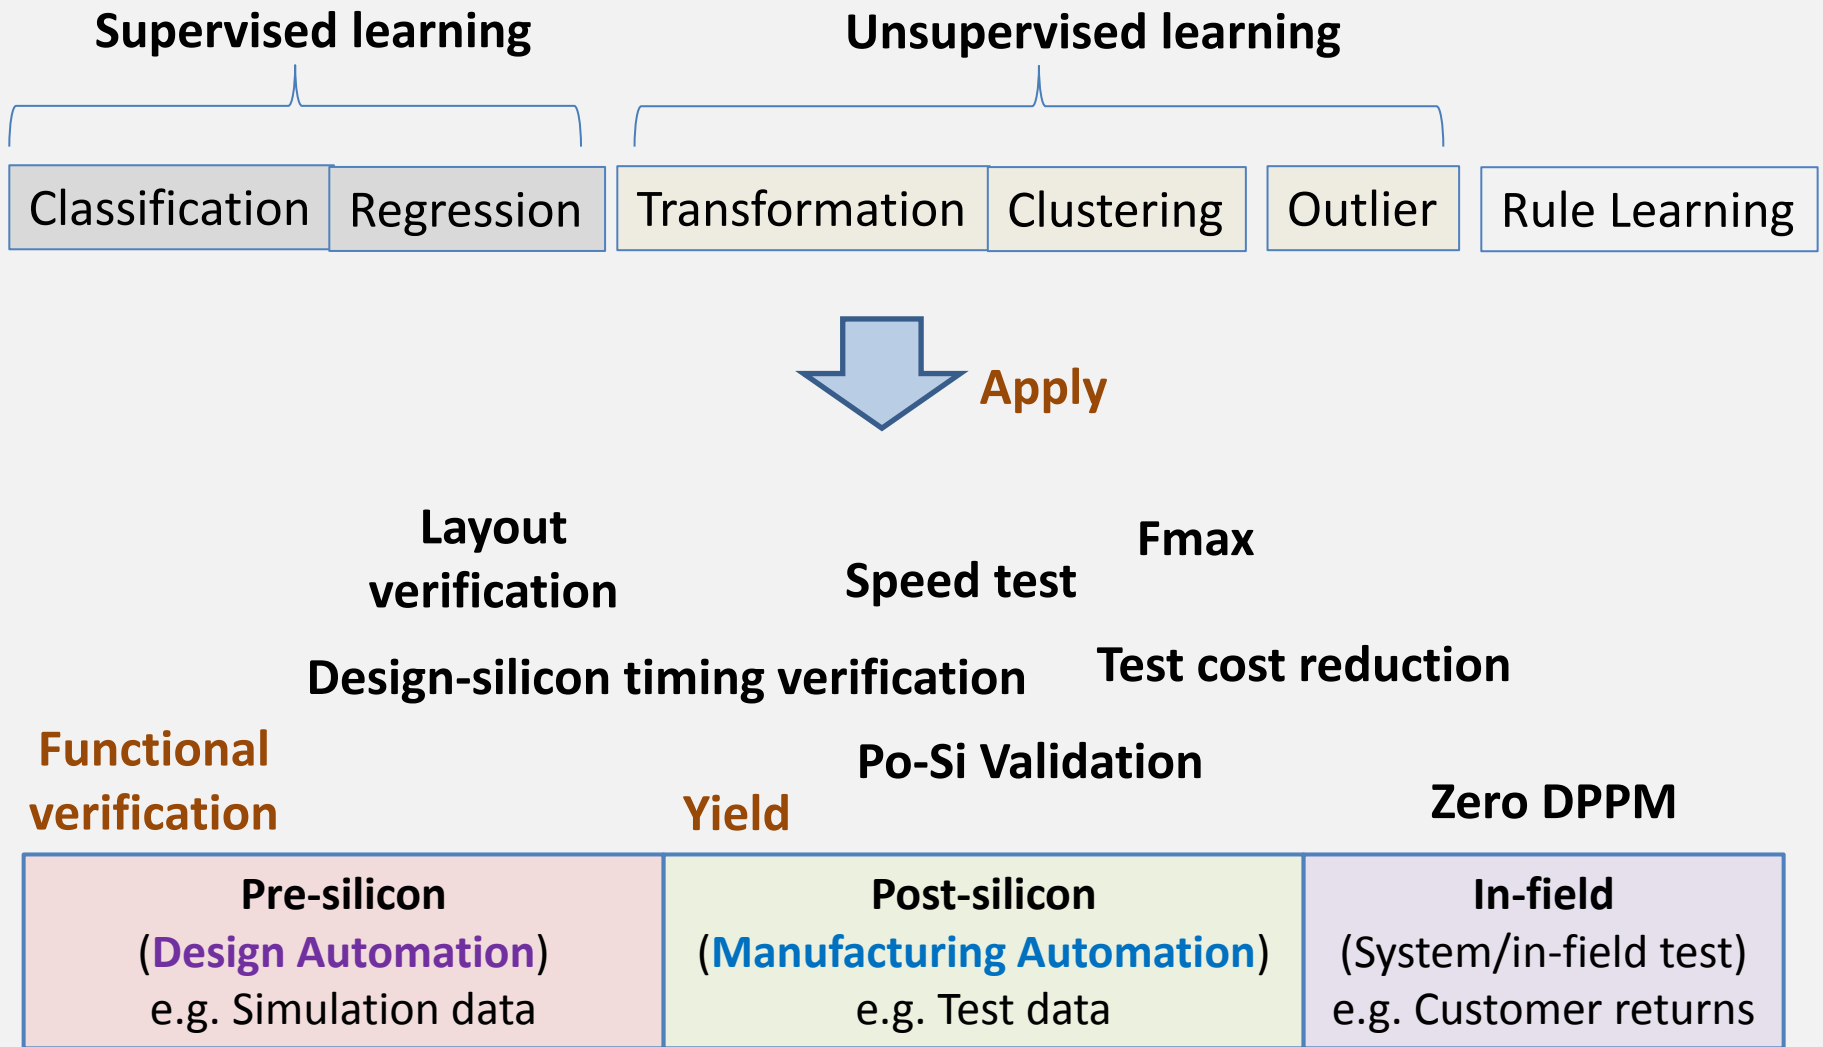 Supervised learning
Unsupervised learning
Classification
Regression
Transformation
Clustering
Outlier
Rule Learning
Apply
Layout
verification
Speed test
Fmax
Design-silicon timing verification
Test cost reduction
Functional
verification
Yield
Po-Si Validation
Zero DPPM
Pre-silicon
(Design Automation)
e.g. Simulation data
Post-silicon
(Manufacturing Automation)
e.g. Test data
In-field
(System/in-field test)
e.g. Customer returns